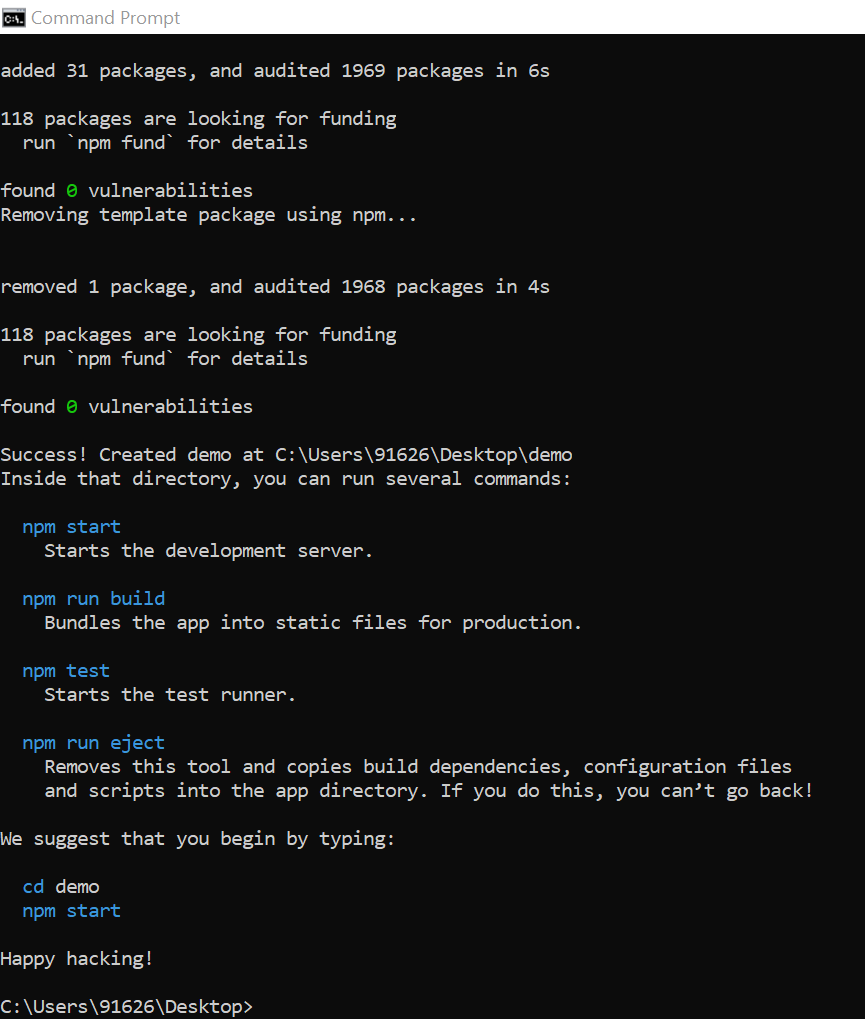 Command Prompt
added 31 packages, and audited 1969 packages in 6s
118 packages are looking for funding
  run `npm fund` for details
found 0 vulnerabilities
Removing template package using npm...
removed 1 package, and audited 1968 packages in 4s
118 packages are looking for funding
  run `npm fund` for details
found 0 vulnerabilities
Success! Created demo at C:\Users\91626\Desktop\demo
Inside that directory, you can run several commands:
  npm start
    Starts the development server.
  npm run build
    Bundles the app into static files for production.
  npm test
    Starts the test runner.
  npm run eject
    Removes this tool and copies build dependencies, configuration files
    and scripts into the app directory. If you do this, you can’t go back!
We suggest that you begin by typing:
  cd demo
  npm start
Happy hacking!
C:\Users\91626\Desktop>